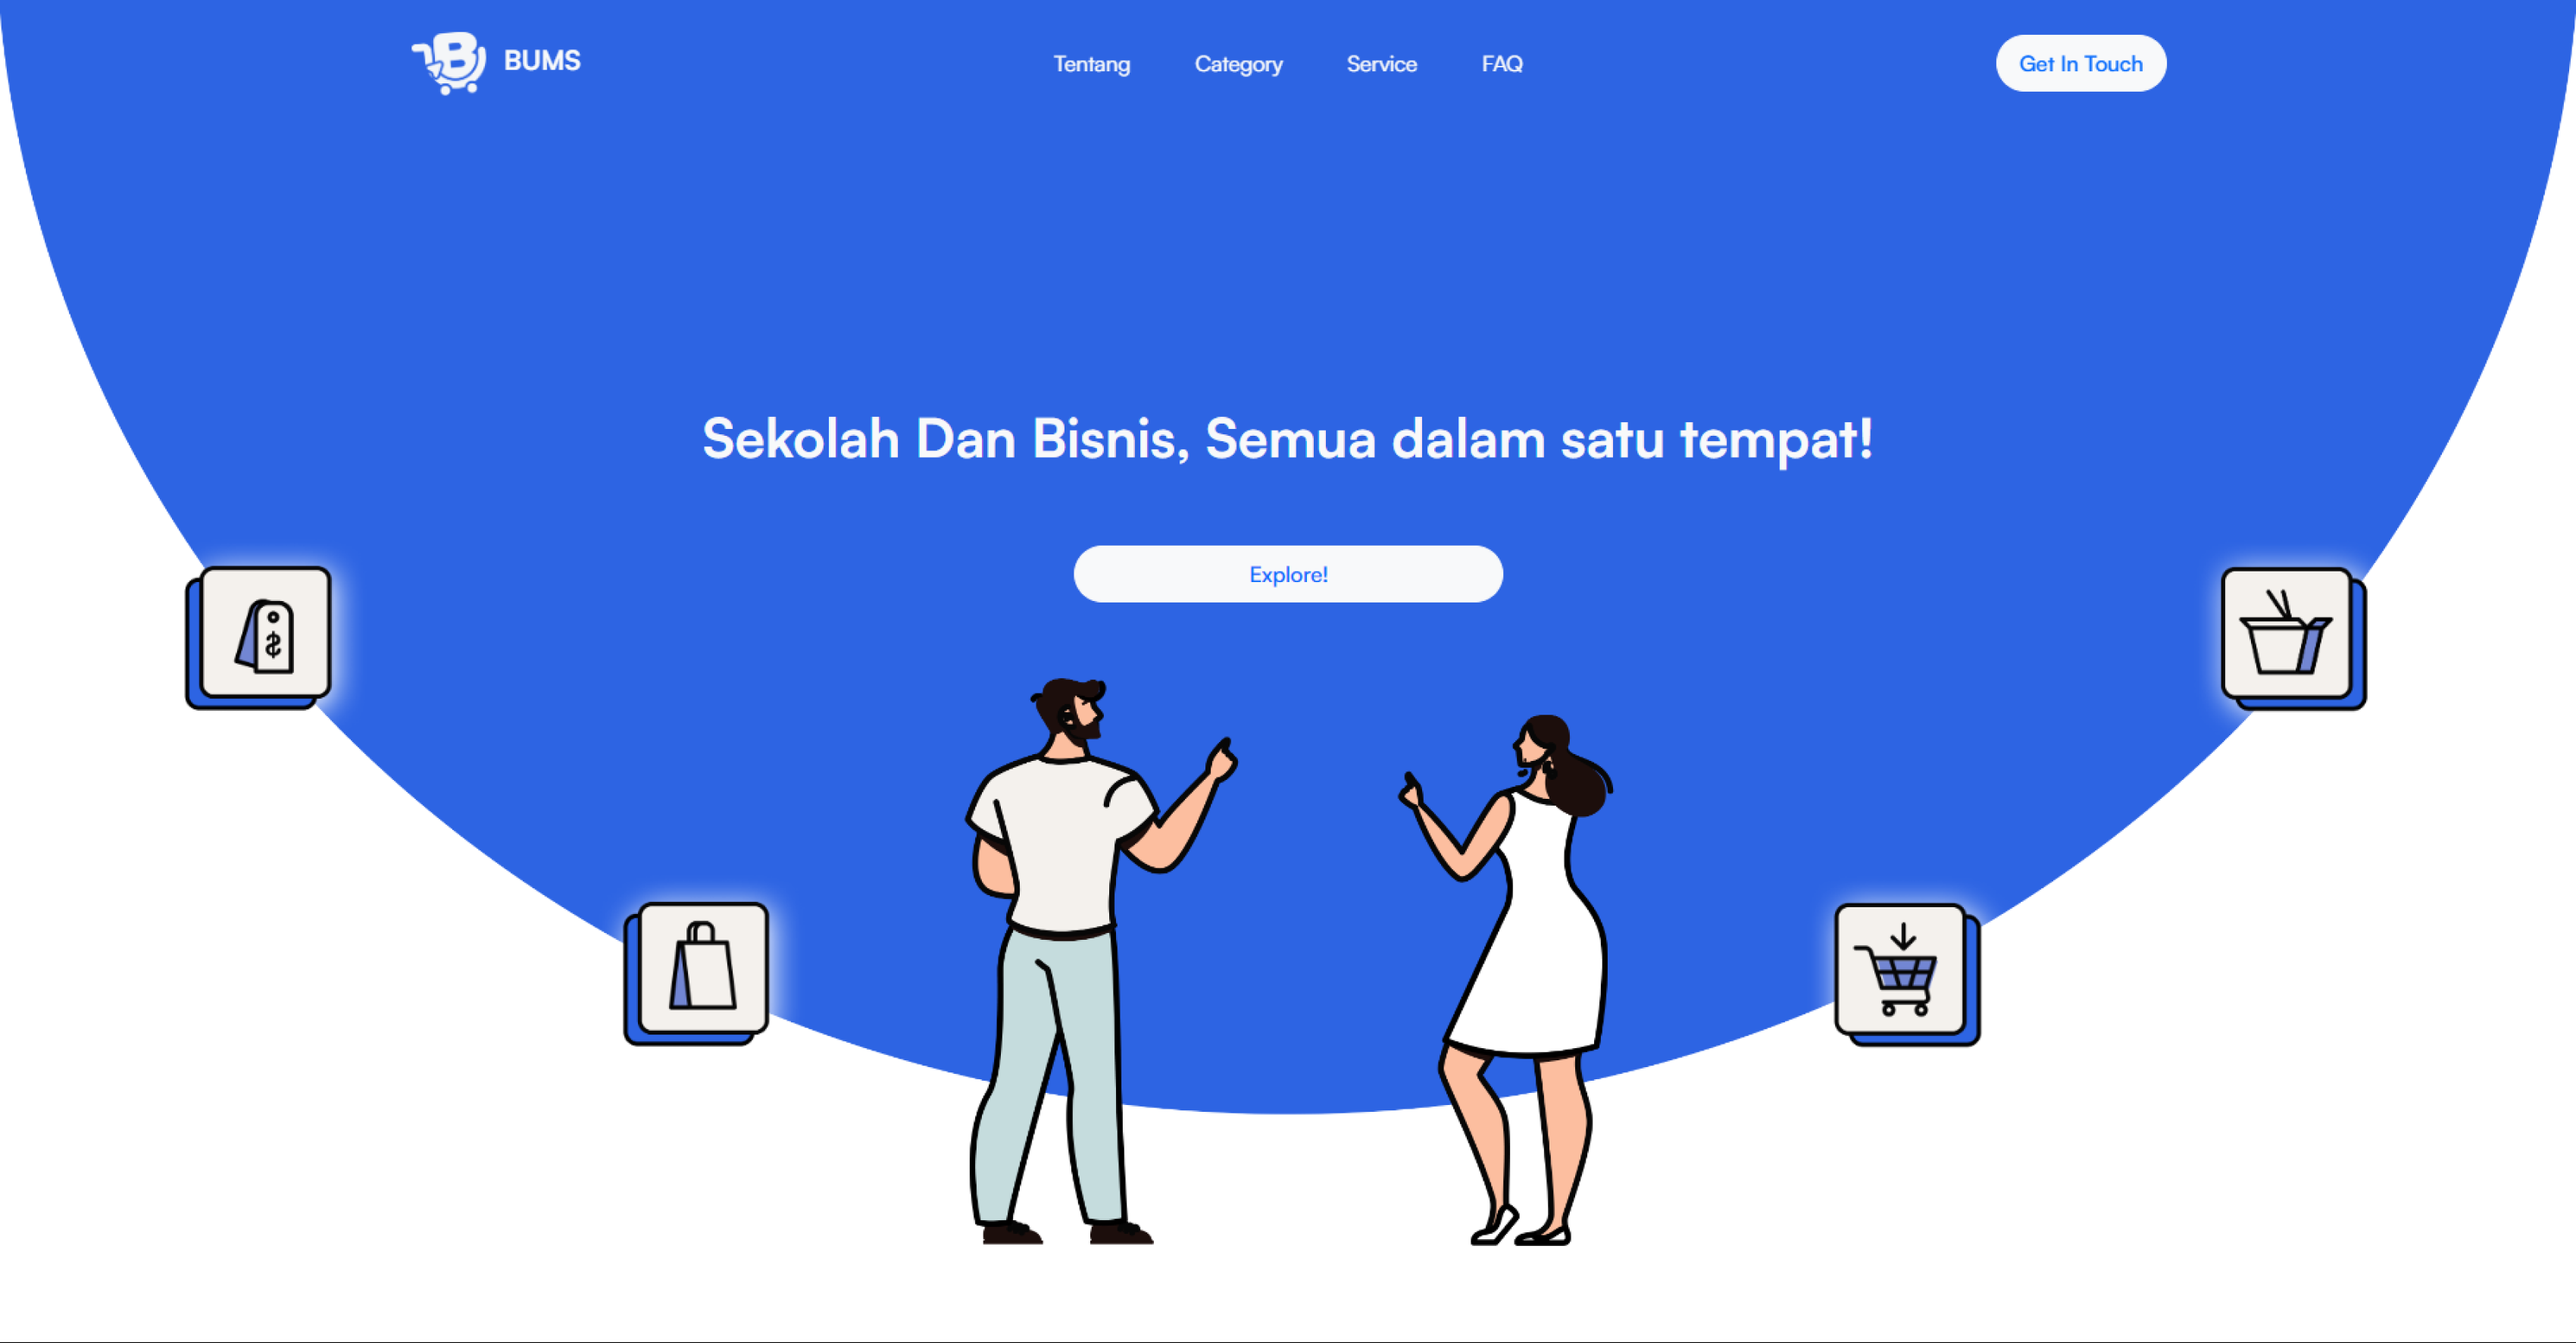 BUMS
Tentang
Category
Service
FAQ
Get In Touch
Sekolah Dan Bisnis, Semua dalam satu tempat!
Explore!